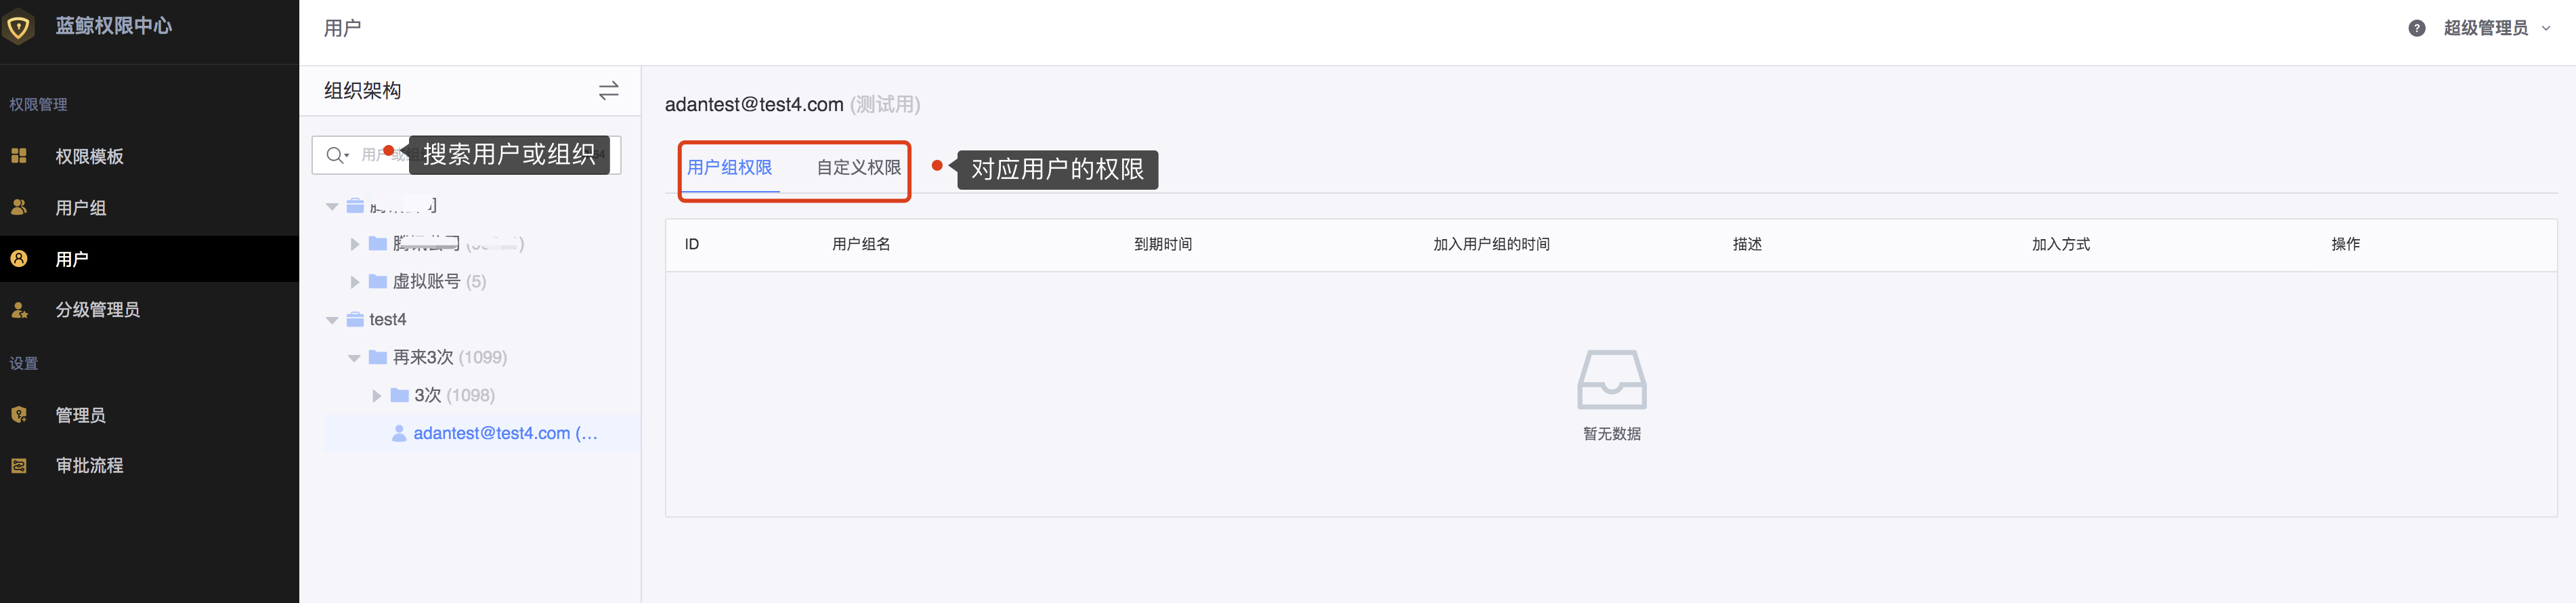 蓝鲸权限中心
权限管理
权限模板
用户组
用户
分级管理员
设置
管理员
审批流程
用户
超级管理员
组织架构
搜索用户或组织
虚拟账号 (5)
test4
再来3次 (1099)
3次 (1098)
adantest@test4.com (...
adantest@test4.com (测试用)
用户组权限 自定义权限
对应用户的权限
ID 用户组名 到期时间 加入用户组的时间 描述 加入方式 操作
暂无数据